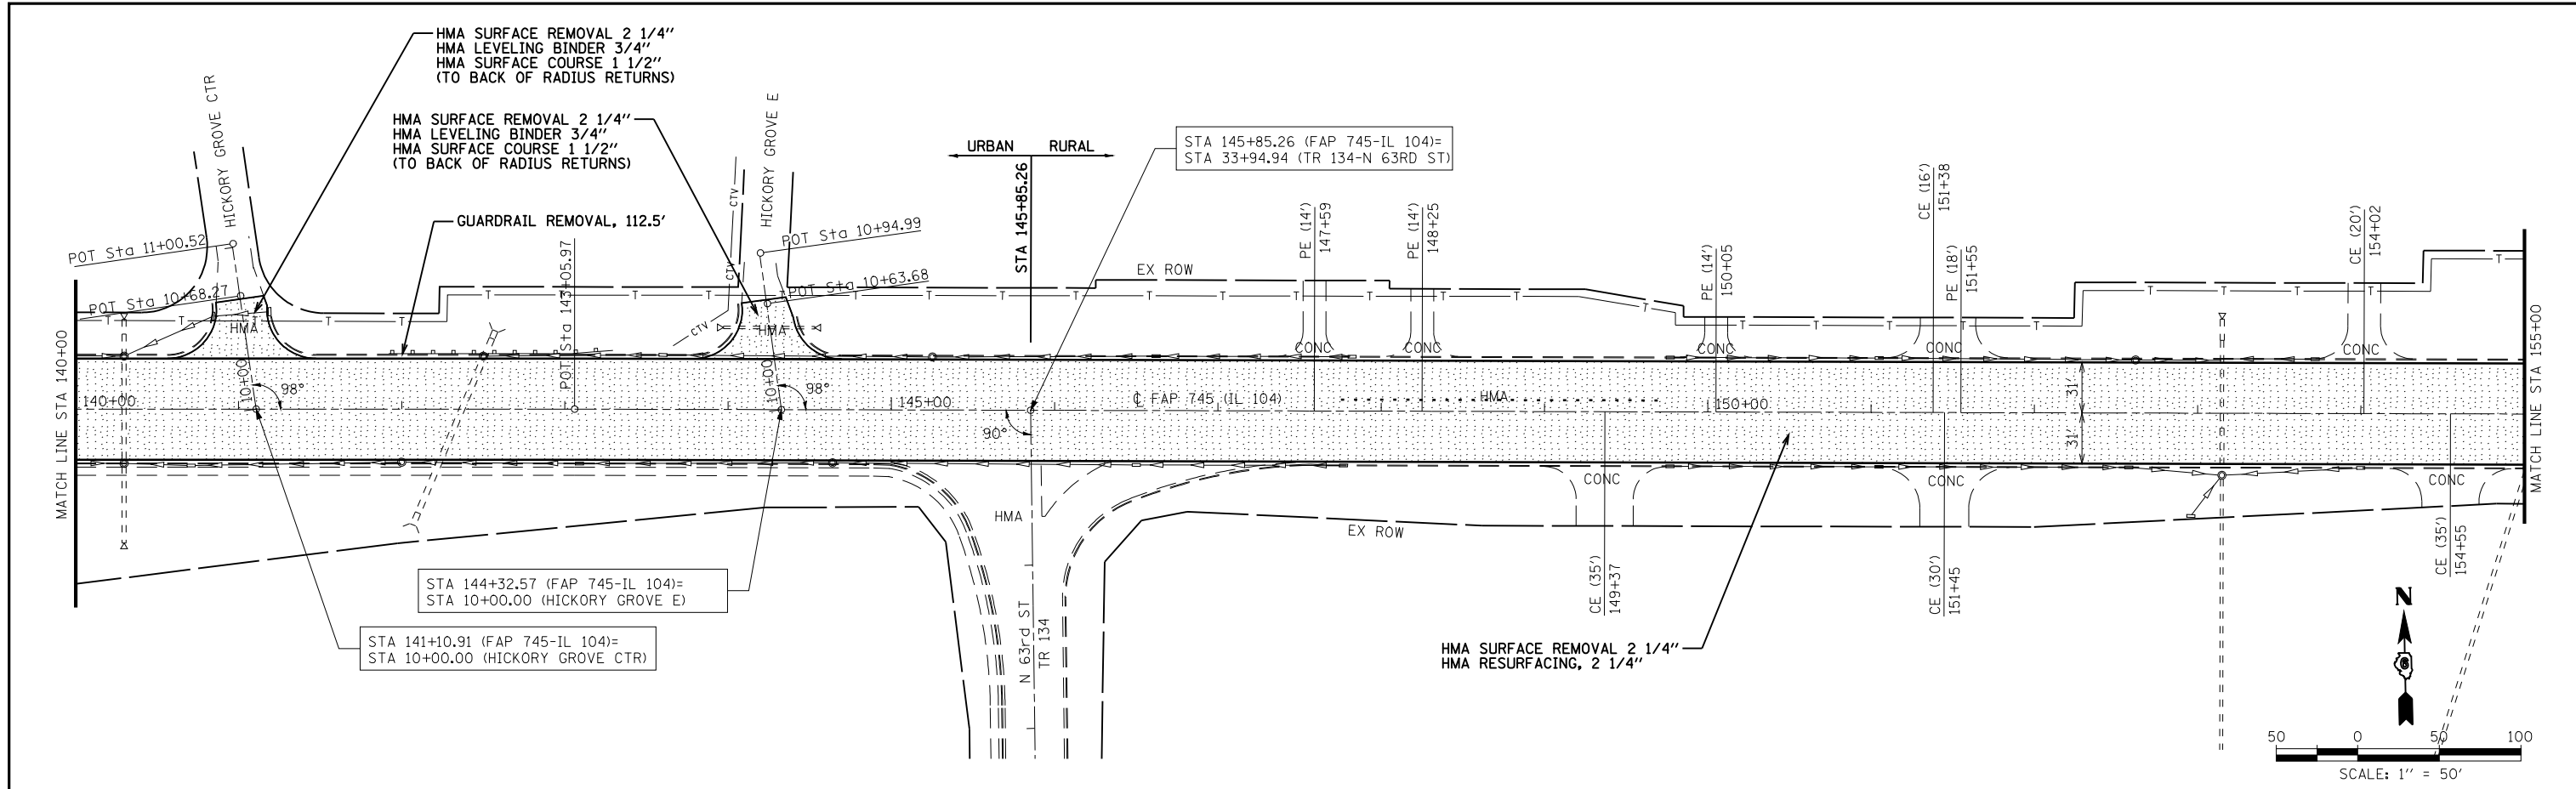 HMA SURFACE REMOVAL 2 1/4"
HMA LEVELING BINDER 3/4"
HMA SURFACE COURSE 1 1/2"
(TO BACK OF RADIUS RETURNS)
HICKORY GROVE CTR
HMA SURFACE REMOVAL 2 1/4"
HMA LEVELING BINDER 3/4"
HMA SURFACE COURSE 1 1/2"
(TO BACK OF RADIUS RETURNS)
HICKORY GROVE E
GUARDRAIL REMOVAL, 112.5'
URBAN RURAL
STA 145+85.26
STA 145+85.26 (FAP 745-IL 104)=
STA 33+94.94 (TR 134-N 63RD ST)
POT Sta 11+00.52
POT Sta 10+68.27
POT Sta 143+05.97
POT Sta 10+94.99
POT Sta 10+63.68
CTV
CTV
CTV
EX ROW
PE (14')
147+59
PE (14')
148+25
PE (14')
150+05
CE (16')
151+38
PE (18')
151+55
CE (20')
154+02
T T T T T T T T T T T T T T T T T T T T T T T T T T
HMA
HMA
CONC
CONC
CONC
CONC
CONC
MATCH LINE STA 140+00
140+00
10+00
98°
10+00
98°
145+00
90°
℄ FAP 745 (IL 104)
HMA
150+00
31'
31'
MATCH LINE STA 155+00
HMA
CONC
CONC
CONC
EX ROW
N 63rd ST
TR 134
CE (35')
149+37
CE (30')
151+45
CE (35')
154+55
STA 144+32.57 (FAP 745-IL 104)=
STA 10+00.00 (HICKORY GROVE E)
STA 141+10.91 (FAP 745-IL 104)=
STA 10+00.00 (HICKORY GROVE CTR)
HMA SURFACE REMOVAL 2 1/4"
HMA RESURFACING, 2 1/4"
N
6
50 0 50 100
SCALE: 1" = 50'